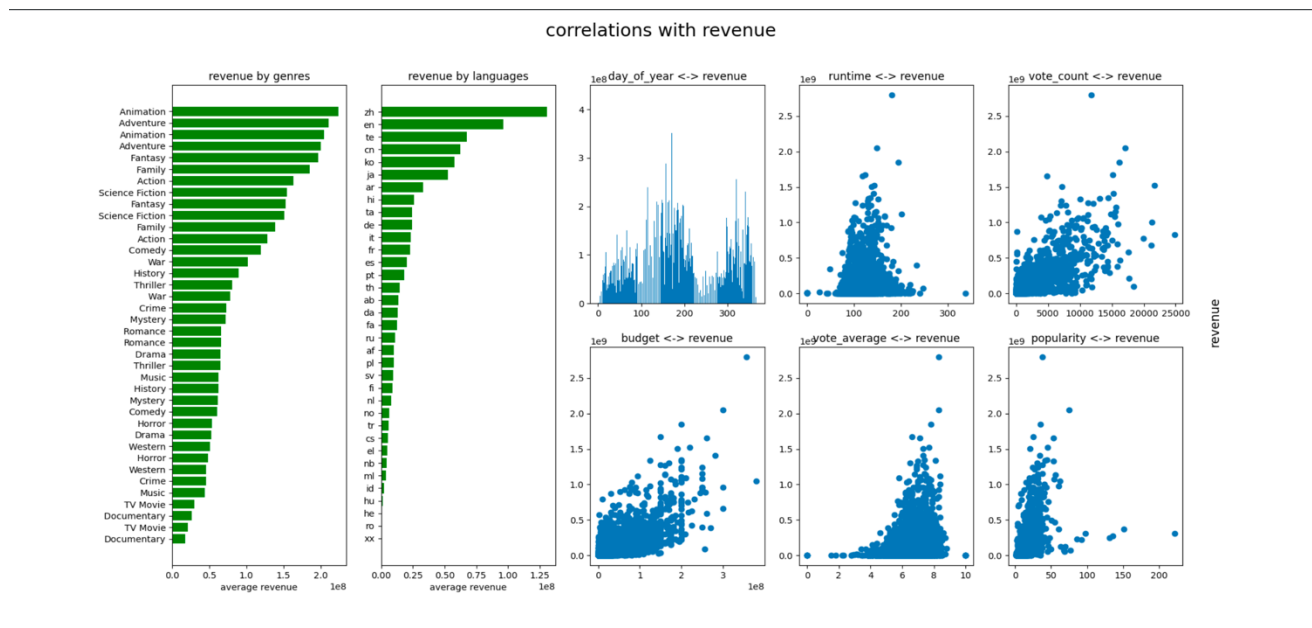 correlations with revenue
revenue by genres
Animation
Adventure
Animation
Adventure
Fantasy
Family
Action
Science Fiction
Fantasy
Science Fiction
Family
Action
Comedy
War
History
Thriller
War
Crime
Mystery
Romance
Romance
Drama
Thriller
Music
History
Mystery
Comedy
Horror
Drama
Western
Horror
Western
Crime
Music
TV Movie
Documentary
TV Movie
Documentary
0.0 0.5 1.0 1.5 2.0
average revenue 1e8
revenue by languages
zh
en
te
cn
ko
ja
ar
hi
ta
de
it
fr
es
pt
th
ab
da
fa
ru
af
pl
sv
fi
nl
no
tr
cs
el
nb
ml
id
hu
he
ro
xx
0.00 0.25 0.50 0.75 1.00 1.25
average revenue 1e8
1e8 day_of_year <-> revenue
4
3
2
1
0
0 100 200 300
1e9 runtime <-> revenue
2.5
2.0
1.5
1.0
0.5
0.0
0 100 200 300
1e9 vote_count <-> revenue
2.5
2.0
1.5
1.0
0.5
0.0
0 5000 10000 15000 20000 25000
1e9 budget <-> revenue
2.5
2.0
1.5
1.0
0.5
0.0
0 1 2 3
1e8
1e9 vote_average <-> revenue
2.5
2.0
1.5
1.0
0.5
0.0
0 2 4 6 8 10
1e9 popularity <-> revenue
2.5
2.0
1.5
1.0
0.5
0.0
0 50 100 150 200
revenue